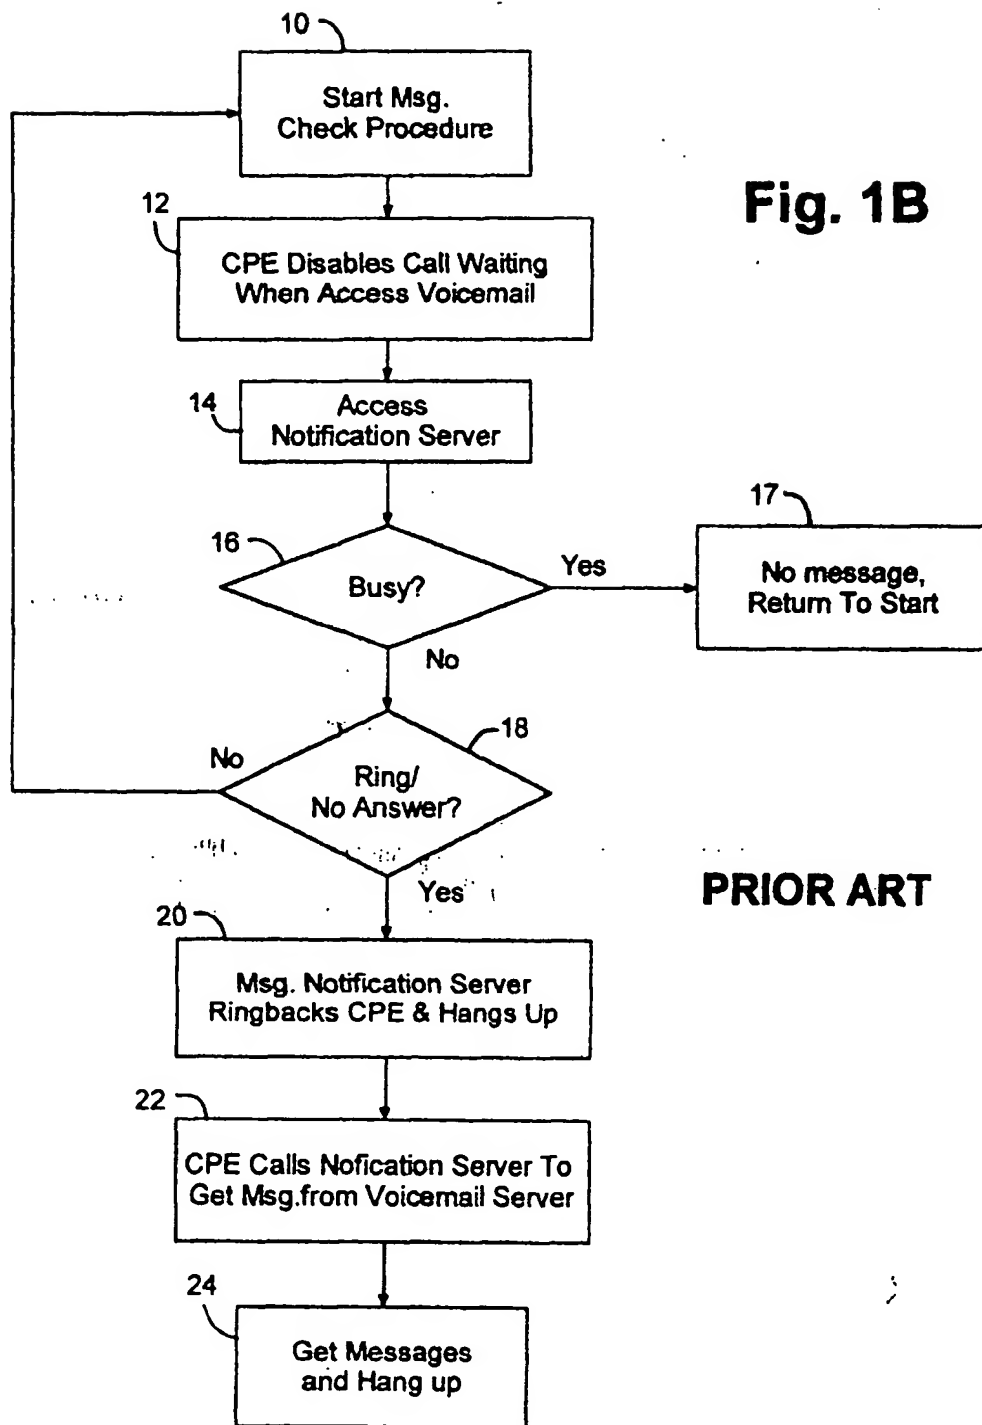 10
Start Msg.
Check Procedure
Fig. 1B
12
CPE Disables Call Waiting
When Access Voicemail
14
Access
Notification Server
16
Busy?
Yes
17
No message,
Return To Start
No
18
No
Ring/
No Answer?
Yes
PRIOR ART
20
Msg. Notification Server
Ringbacks CPE & Hangs Up
22
CPE Calls Nofication Server To
Get Msg.from Voicemail Server
24
Get Messages
and Hang up